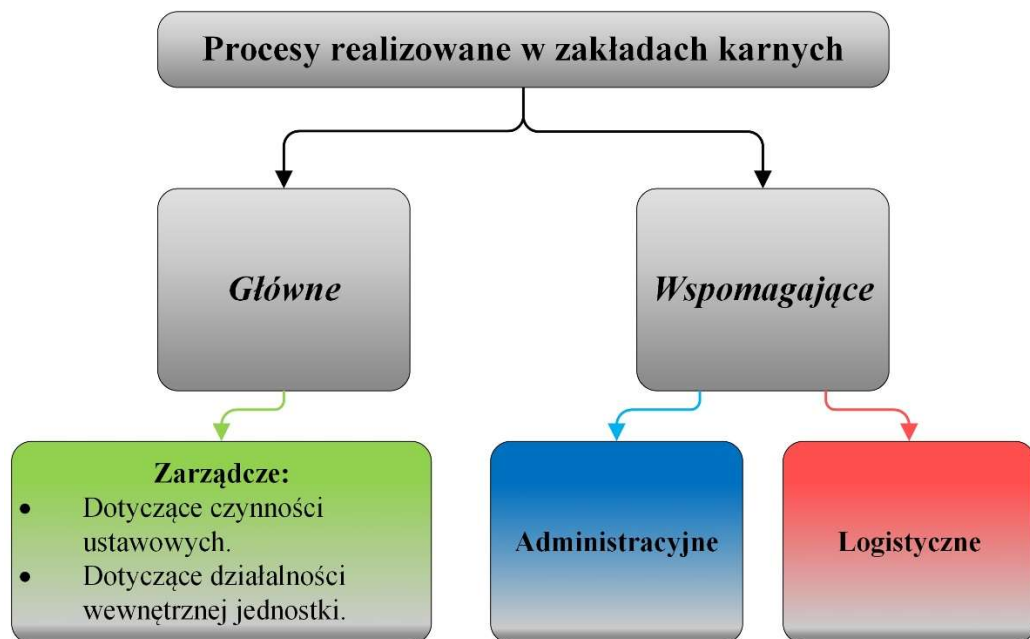 Procesy realizowane w zakładach karnych
Główne
Wspomagające
Zarządcze:
• Dotyczące czynności
ustawowych.
• Dotyczące działalności
wewnętrznej jednostki.
Administracyjne
Logistyczne